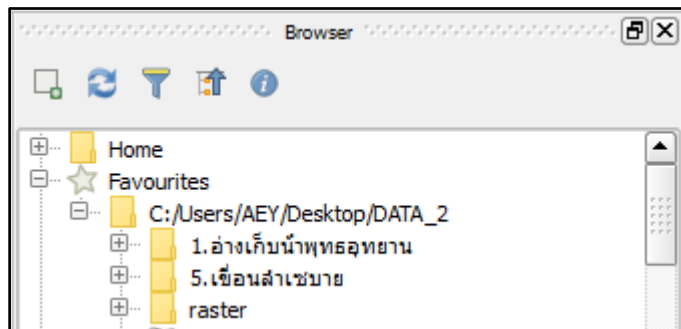 Browser
Home
Favourites
C:/Users/AEY/Desktop/DATA_2
1.อ่างเก็บน้ำพุทธอุทยาน
5.เขื่อนลำเซบาย
raster